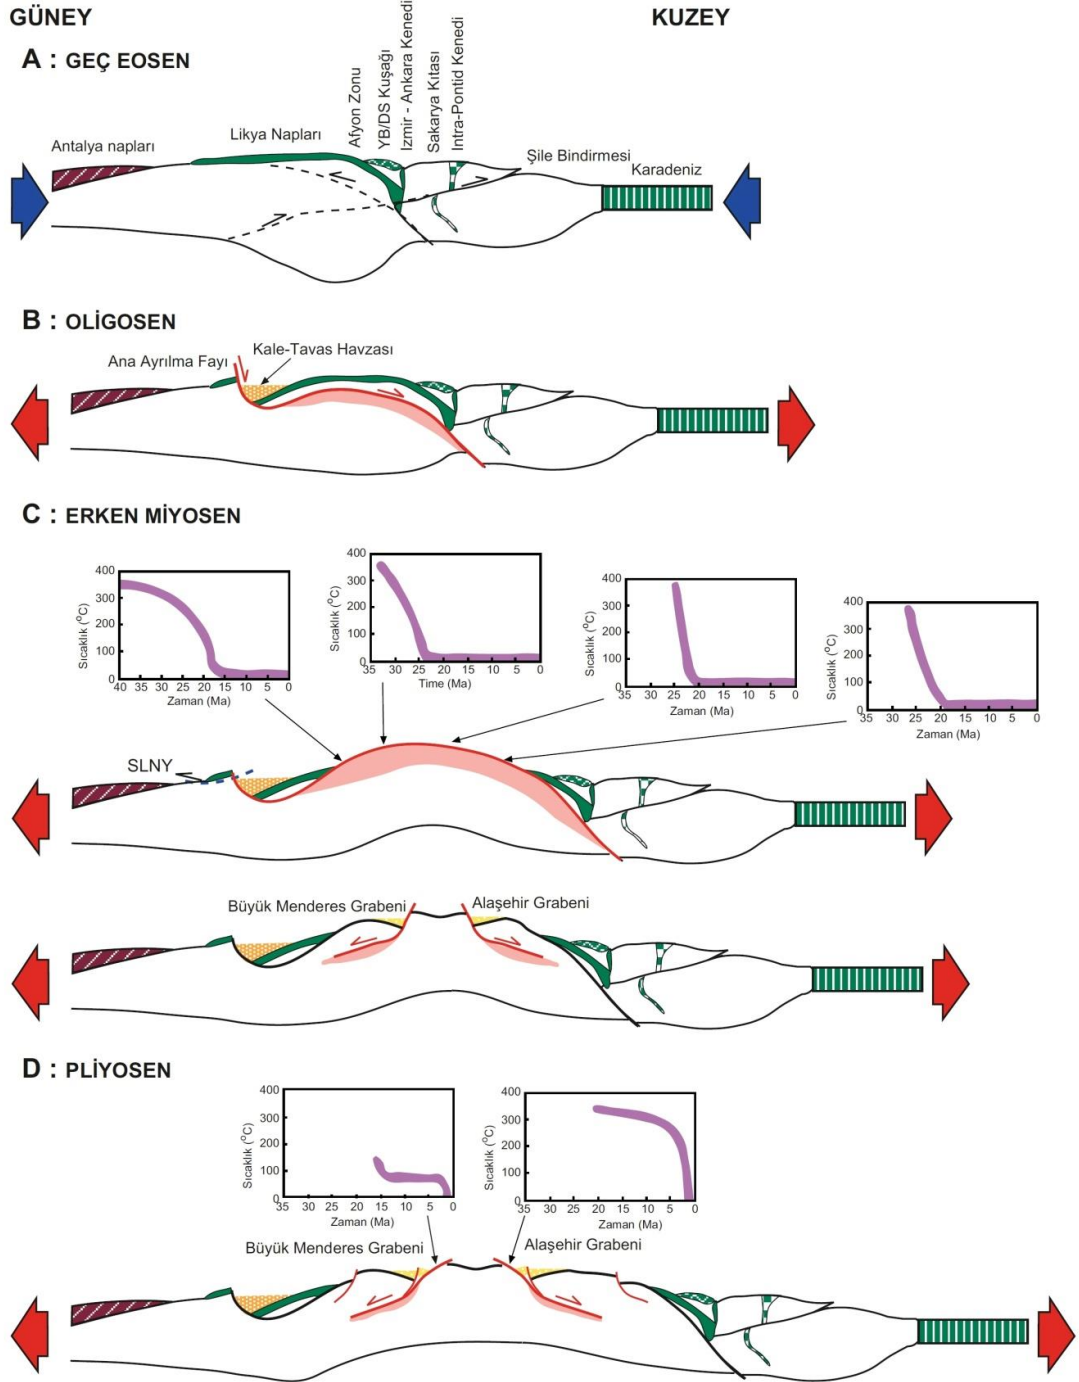 GÜNEY
KUZEY
A : GEÇ EOSEN
Afyon Zonu
YB/DS Kuşağı
Izmir - Ankara Kenedi
Sakarya Kıtası
Intra-Pontid Kenedi
Antalya napları
Likya Napları
Şile Bindirmesi
Karadeniz
B : OLİGOSEN
Ana Ayrılma Fayı
Kale-Tavas Havzası
C : ERKEN MİYOSEN
Sıcaklık (°C)
400
300
200
100
0
40 35 30 25 20 15 10 5 0
Zaman (Ma)
Sıcaklık (°C)
400
300
200
100
0
35 30 25 20 15 10 5 0
Time (Ma)
Sıcaklık (°C)
400
300
200
100
0
35 30 25 20 15 10 5 0
Zaman (Ma)
Sıcaklık (°C)
400
300
200
100
0
35 30 25 20 15 10 5 0
Zaman (Ma)
SLNY
Büyük Menderes Grabeni
Alaşehir Grabeni
D : PLİYOSEN
Sıcaklık (°C)
400
300
200
100
0
35 30 25 20 15 10 5 0
Zaman (Ma)
Sıcaklık (°C)
400
300
200
100
0
35 30 25 20 15 10 5 0
Zaman (Ma)
Büyük Menderes Grabeni
Alaşehir Grabeni